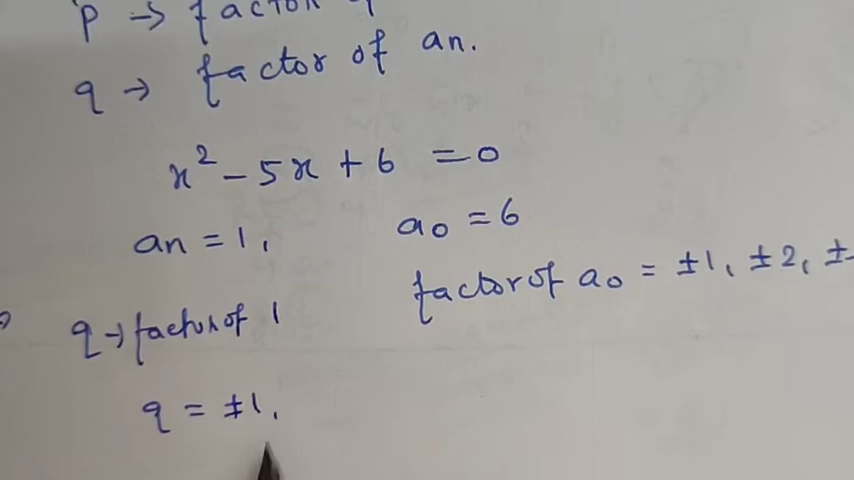 p → factor
q → factor of an.
x² - 5x + 6 = 0
an = 1, a₀ = 6
factor of a₀ = ±1, ±2, ±
q → factor of 1
q = ±1.